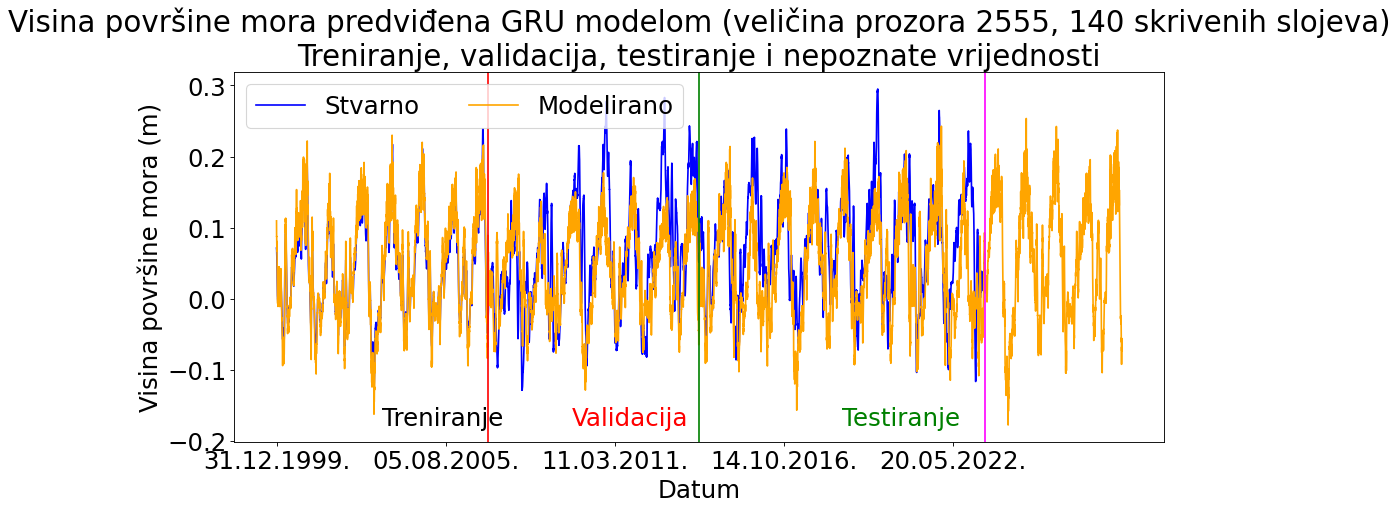 Visina površine mora predviđena GRU modelom (veličina prozora 2555, 140 skrivenih slojeva)
Treniranje, validacija, testiranje i nepoznate vrijednosti
Stvarno Modelirano
Visina površine mora (m)
0.3
0.2
0.1
0.0
−0.1
−0.2
Treniranje Validacija Testiranje
31.12.1999. 05.08.2005. 11.03.2011. 14.10.2016. 20.05.2022.
Datum